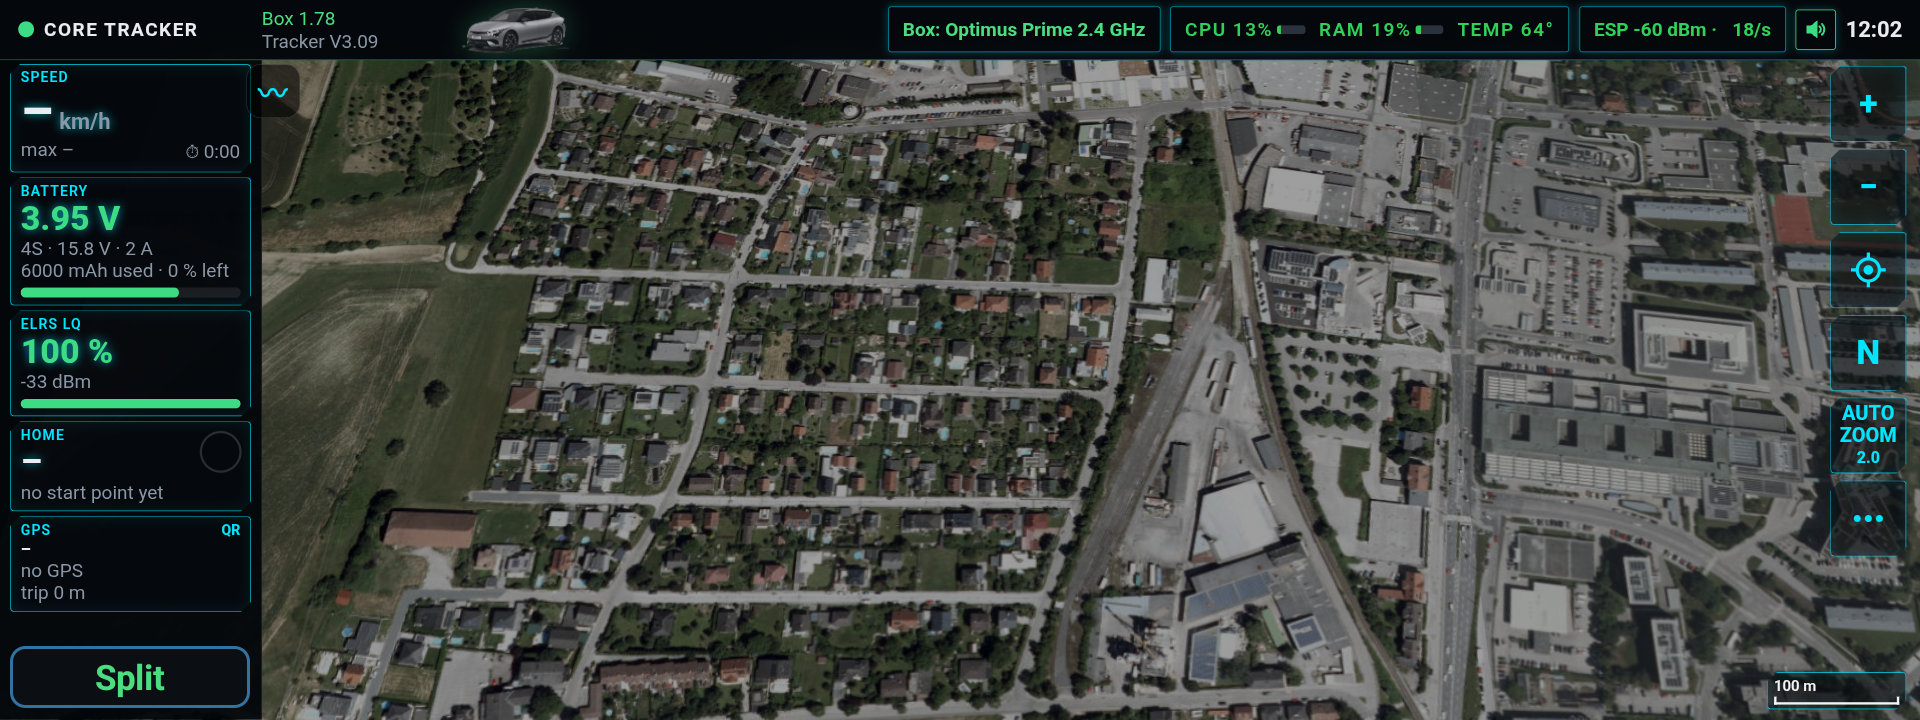 CORE TRACKER
Box 1.78
Tracker V3.09
Box: Optimus Prime 2.4 GHz
CPU 13% RAM 19% TEMP 64°
ESP -60 dBm · 18/s
12:02
SPEED
– km/h
max –
⏱ 0:00
BATTERY
3.95 V
4S · 15.8 V · 2 A
6000 mAh used · 0 % left
ELRS LQ
100 %
-33 dBm
HOME
–
no start point yet
GPS QR
–
no GPS
trip 0 m
Split
+
−
N
AUTO
ZOOM
2.0
•••
100 m